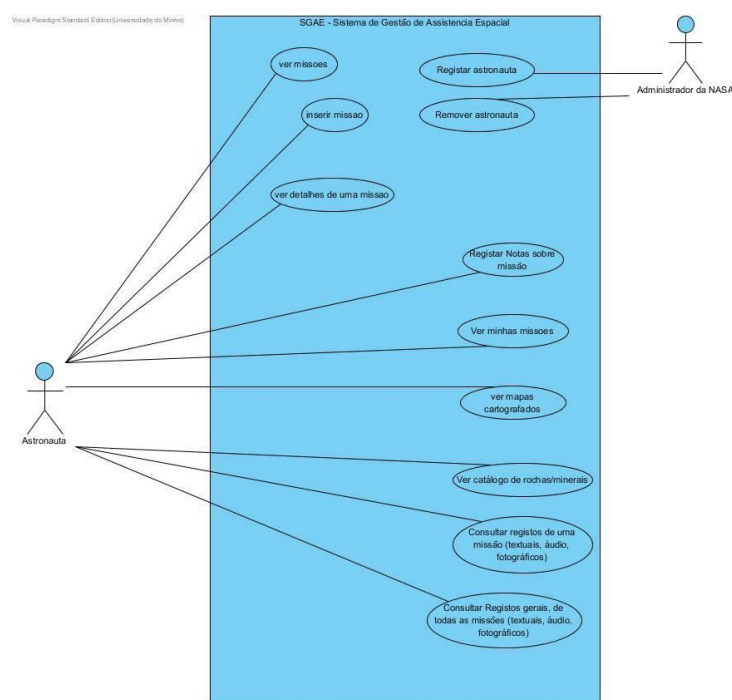 Visual Paradigm Standard Edition(Universidade do Minho)
SGAE - Sistema de Gestão de Assistencia Espacial
ver missoes
Registar astronauta
Administrador da NASA
inserir missao
Remover astronauta
ver detalhes de uma missao
Registar Notas sobre
missão
Ver minhas missoes
ver mapas
cartografados
Astronauta
Ver catálogo de rochas/minerais
Consultar registos de uma
missão (textuais, áudio,
fotográficos)
Consultar Registos gerais, de
todas as missões (textuais, áudio,
fotográficos)